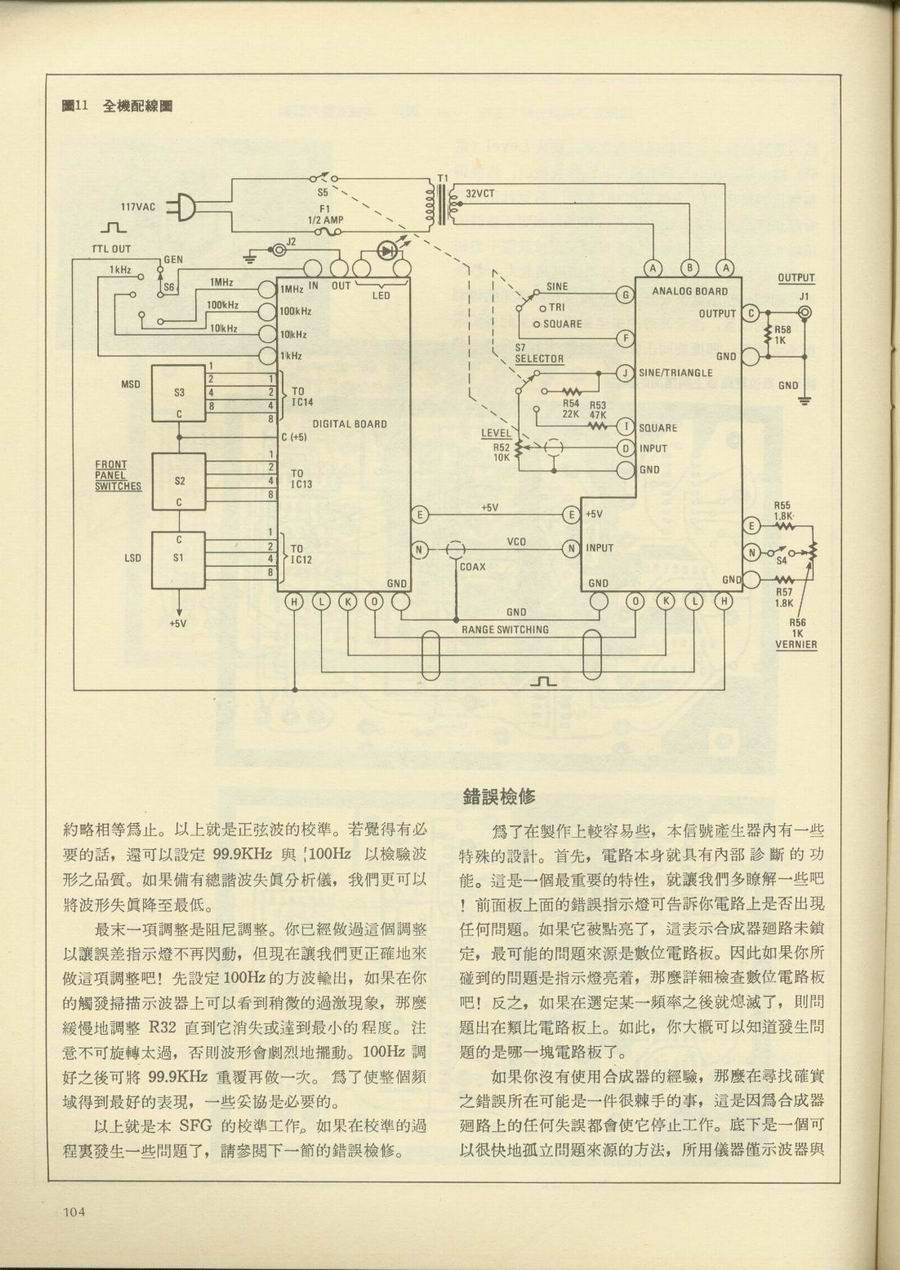 圖11 全機配線圖
117VAC
S5
F1
1/2 AMP
T1
32VCT
TTL OUT
GEN
J2
1kHz
S6
1MHz
100kHz
10kHz
1MHz
100kHz
10kHz
1kHz
IN
OUT
LED
SINE
TRI
SQUARE
S7
SELECTOR
A
B
A
G
F
J
I
D
ANALOG BOARD
OUTPUT
C
GND
OUTPUT
J1
R58
1K
GND
SINE/TRIANGLE
R54
22K
R53
47K
SQUARE
LEVEL
R52
10K
INPUT
GND
MSD
S3
C
1
2
4
8
1
2
4
8
TO
IC14
DIGITAL BOARD
C (+5)
FRONT
PANEL
SWITCHES
S2
C
1
2
4
8
TO
IC13
LSD
C
S1
1
2
4
8
TO
IC12
+5V
E
+5V
E
+5V
N
VCO
N
INPUT
COAX
GND
GND
H
L
K
O
GND
RANGE SWITCHING
O
K
L
H
R55
1.8K
E
N
S4
GND
R57
1.8K
R56
1K
VERNIER
約略相等爲止。以上就是正弦波的校準。若覺得有必
要的話，還可以設定 99.9KHz 與 100Hz 以檢驗波
形之品質。如果備有總諧波失眞分析儀，我們更可以
將波形失眞降至最低。
最末一項調整是阻尼調整。你已經做過這個調整
以讓誤差指示燈不再閃動，但現在讓我們更正確地來
做這項調整吧！先設定100Hz的方波輸出，如果在你
的觸發掃描示波器上可以看到稍微的過激現象，那麼
緩慢地調整 R32 直到它消失或達到最小的程度。注
意不可旋轉太過，否則波形會劇烈地擺動。100Hz 調
好之後可將 99.9KHz 重覆再做一次。爲了使整個頻
域得到最好的表現，一些妥協是必要的。
以上就是本 SFG 的校準工作。如果在校準的過
程裏發生一些問題了，請參閱下一節的錯誤檢修。
錯誤檢修
爲了在製作上較容易些，本信號產生器內有一些
特殊的設計。首先，電路本身就具有內部診斷的功
能。這是一個最重要的特性，就讓我們多瞭解一些吧
！前面板上面的錯誤指示燈可告訴你電路上是否出現
任何問題。如果它被點亮了，這表示合成器廻路未鎖
定，最可能的問題來源是數位電路板。因此如果你所
碰到的問題是指示燈亮着，那麼詳細檢查數位電路板
吧！反之，如果在選定某一頻率之後就熄滅了，則問
題出在類比電路板上。如此，你大概可以知道發生問
題的是哪一塊電路板了。
如果你沒有使用合成器的經驗，那麼在尋找確實
之錯誤所在可能是一件很棘手的事，這是因爲合成器
廻路上的任何失誤都會使它停止工作。底下是一個可
以很快地孤立問題來源的方法，所用儀器僅示波器與
104